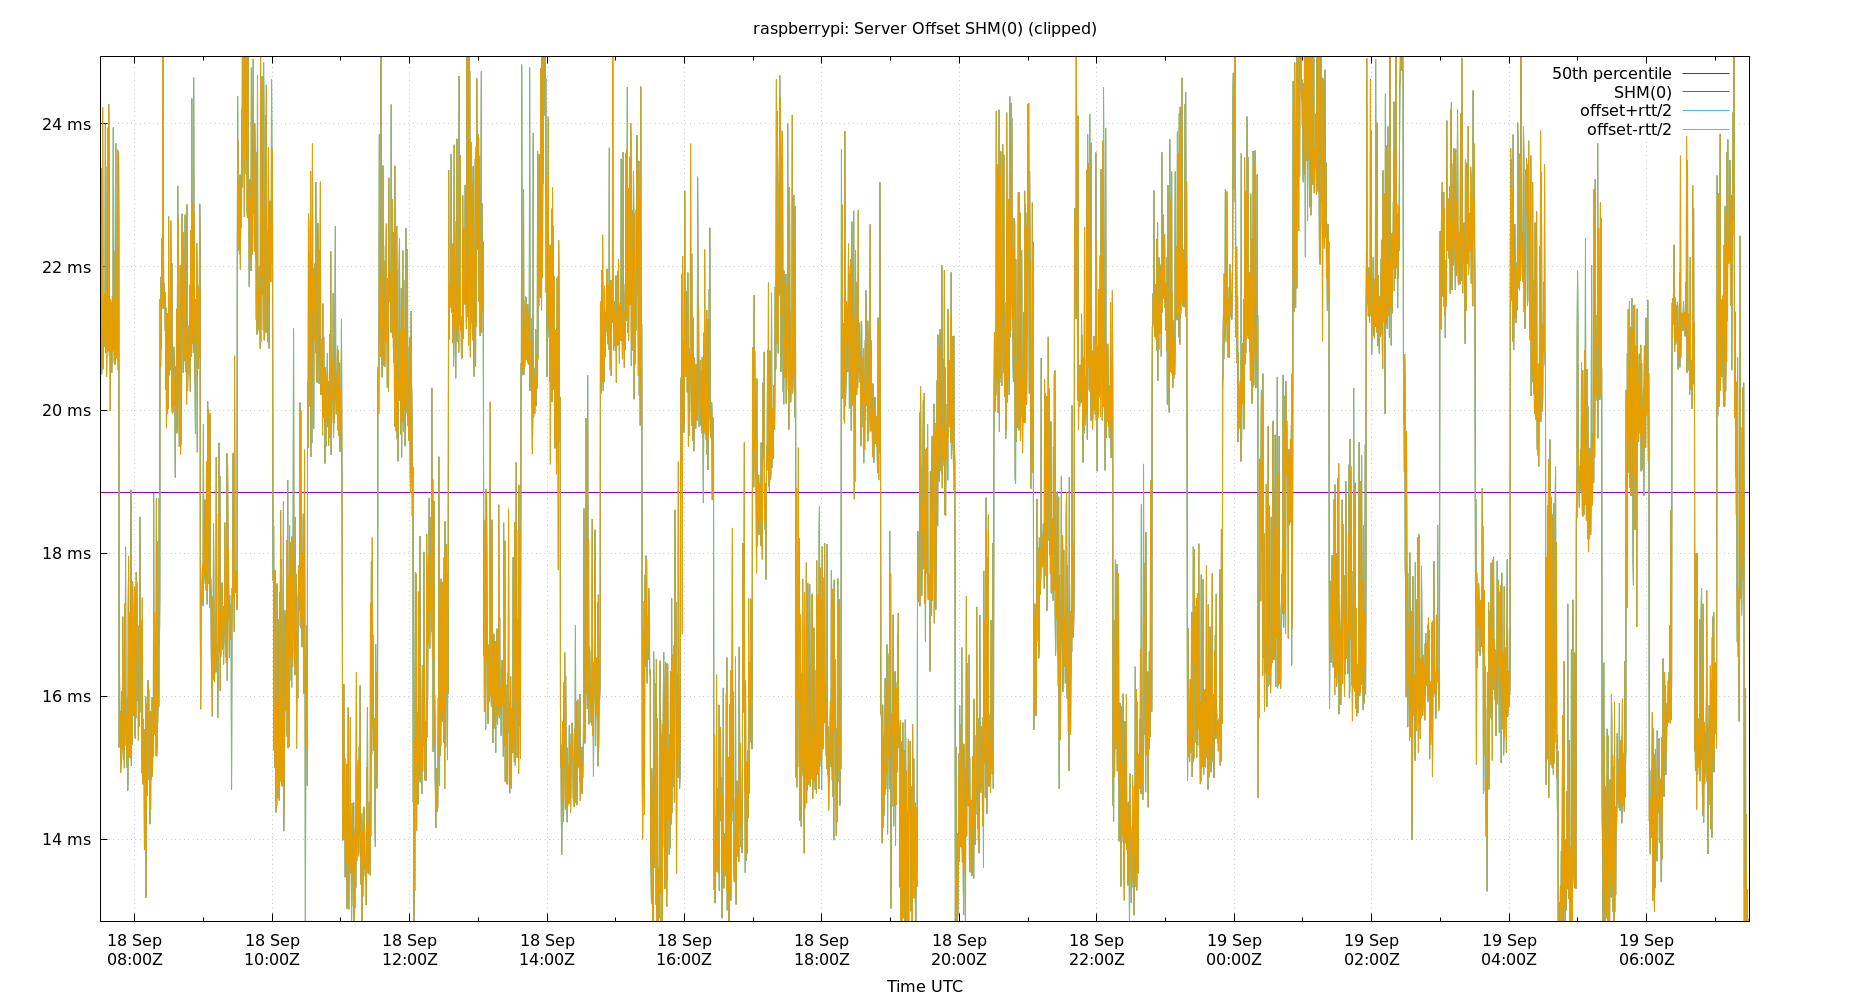 raspberrypi: Server Offset SHM(0) (clipped)
50th percentile
SHM(0)
offset+rtt/2
offset-rtt/2
24 ms
22 ms
20 ms
18 ms
16 ms
14 ms
18 Sep 18 Sep 18 Sep 18 Sep 18 Sep 18 Sep 18 Sep 18 Sep 19 Sep 19 Sep 19 Sep 19 Sep
08:00Z 10:00Z 12:00Z 14:00Z 16:00Z 18:00Z 20:00Z 22:00Z 00:00Z 02:00Z 04:00Z 06:00Z
Time UTC